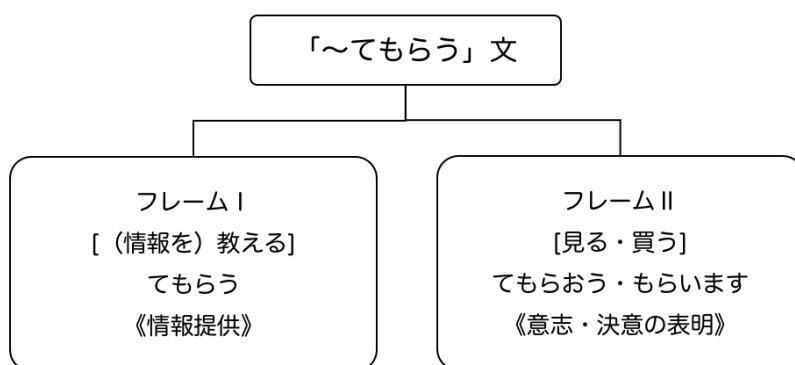 「～てもらう」文
フレームⅠ
[（情報を）教える]
てもらう
《情報提供》
フレームⅡ
[見る・買う]
てもらおう・もらいます
《意志・決意の表明》